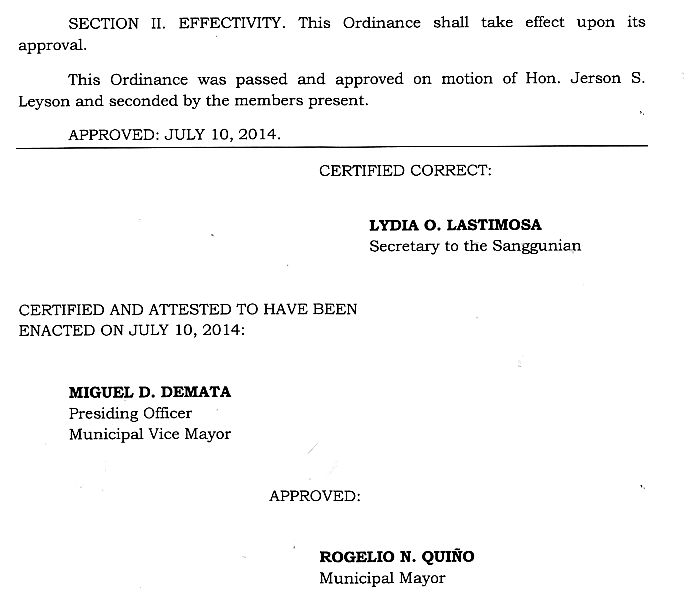 SECTION II. EFFECTIVITY. This Ordinance shall take effect upon its
approval.
This Ordinance was passed and approved on motion of Hon. Jerson S.
Leyson and seconded by the members present.
APPROVED: JULY 10, 2014.
CERTIFIED CORRECT:
LYDIA O. LASTIMOSA
Secretary to the Sanggunian
CERTIFIED AND ATTESTED TO HAVE BEEN
ENACTED ON JULY 10, 2014:
MIGUEL D. DEMATA
Presiding Officer
Municipal Vice Mayor
APPROVED:
ROGELIO N. QUIÑO
Municipal Mayor